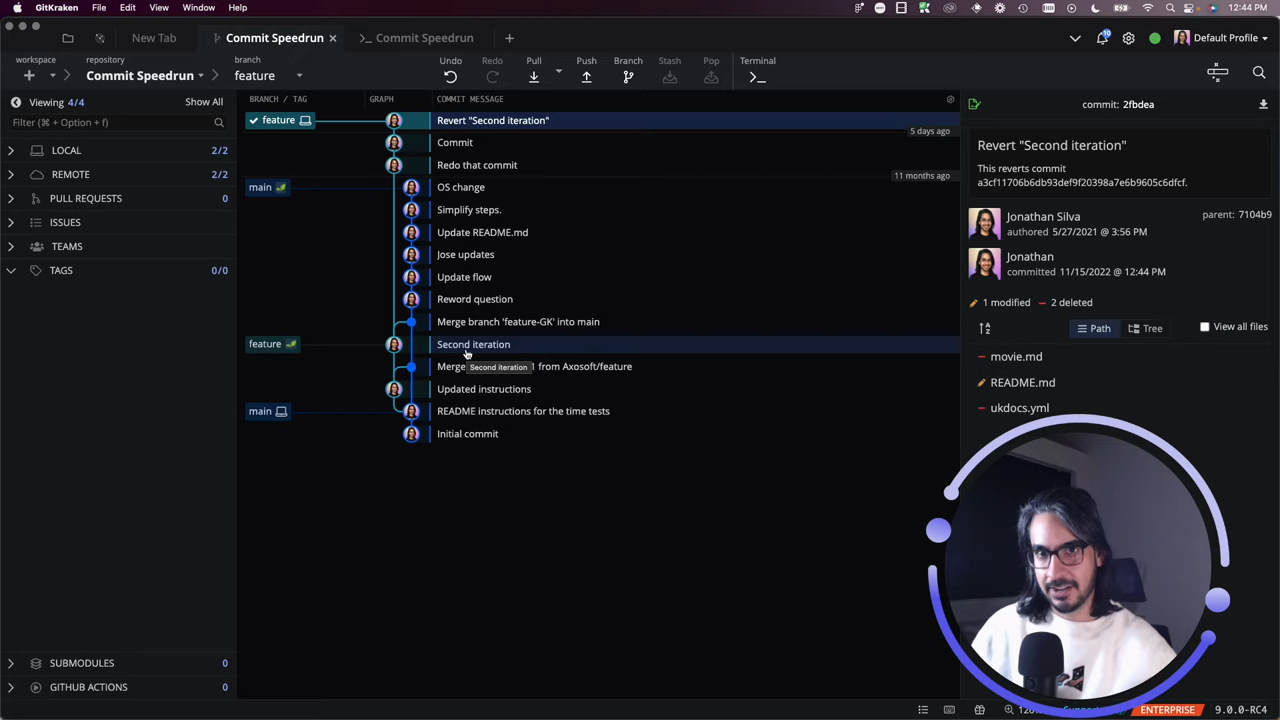 GitKraken File Edit View Window Help
12:44 PM
New Tab
Commit Speedrun
Commit Speedrun
10
Default Profile
workspace
repository
Commit Speedrun
branch
feature
Undo
Redo
Pull
Push
Branch
Stash
Pop
Terminal
Viewing 4/4
Show All
Filter (⌘ + Option + f)
LOCAL 2/2
REMOTE 2/2
PULL REQUESTS 0
ISSUES 0
TEAMS 0
TAGS 0/0
SUBMODULES 0
GITHUB ACTIONS 0
BRANCH / TAG GRAPH COMMIT MESSAGE
feature Revert "Second iteration"
5 days ago
Commit
Redo that commit
11 months ago
main OS change
Simplify steps.
Update README.md
Jose updates
Update flow
Reword question
Merge branch 'feature-GK' into main
feature Second iteration
Merge
Second iteration
1 from Axosoft/feature
Updated instructions
main README instructions for the time tests
Initial commit
commit: 2fbdea
Revert "Second iteration"
This reverts commit
a3cf11706b6db93def9f20398a7e6b9605c6dfcf.
Jonathan Silva
authored 5/27/2021 @ 3:56 PM
parent: 7104b9
Jonathan
committed 11/15/2022 @ 12:44 PM
1 modified
2 deleted
Path
Tree
View all files
movie.md
README.md
ukdocs.yml
ENTERPRISE
9.0.0-RC4